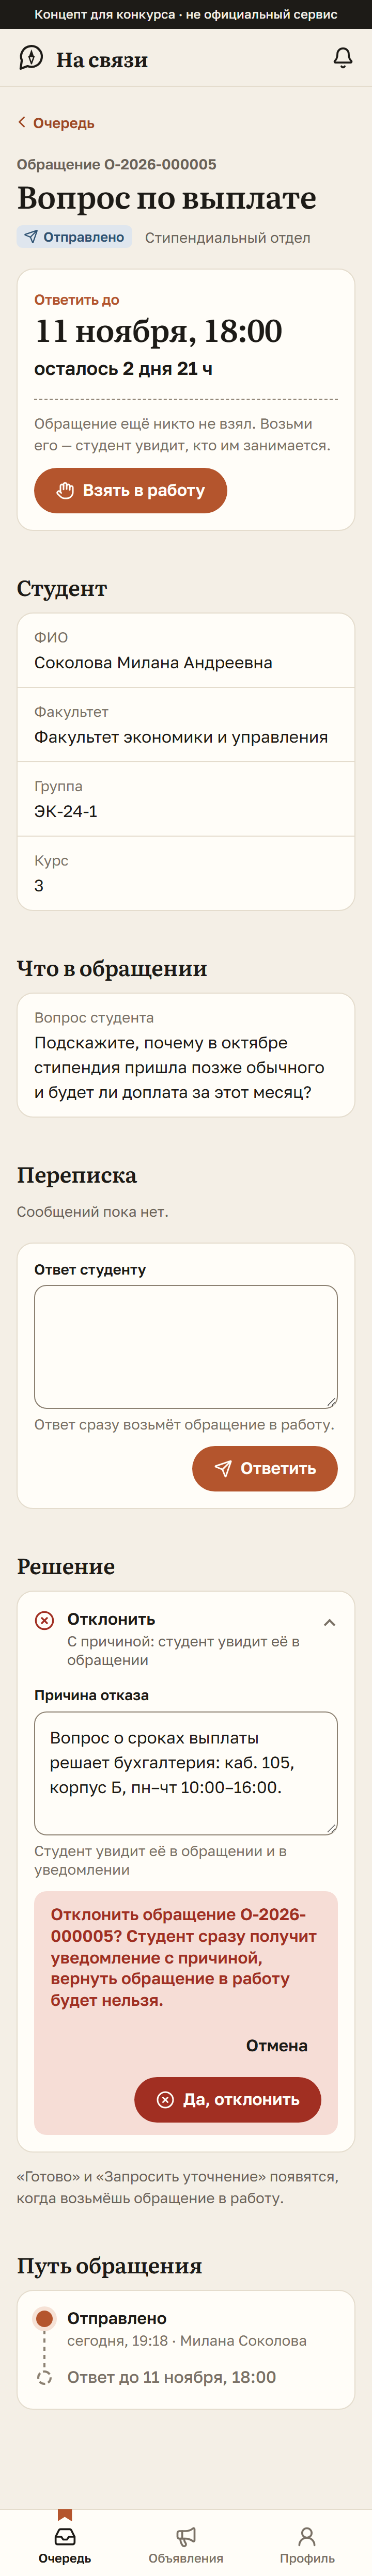 Концепт для конкурса · не официальный сервис
На связи
Очередь
Обращение О-2026-000005
Вопрос по выплате
Отправлено
Стипендиальный отдел
Ответить до
11 ноября, 18:00
осталось 2 дня 21 ч
Обращение ещё никто не взял. Возьми
его — студент увидит, кто им занимается.
Взять в работу
Студент
ФИО
Соколова Милана Андреевна
Факультет
Факультет экономики и управления
Группа
ЭК-24-1
Курс
3
Что в обращении
Вопрос студента
Подскажите, почему в октябре
стипендия пришла позже обычного
и будет ли доплата за этот месяц?
Переписка
Сообщений пока нет.
Ответ студенту
Ответ сразу возьмёт обращение в работу.
Ответить
Решение
Отклонить
С причиной: студент увидит её в
обращении
Причина отказа
Вопрос о сроках выплаты
решает бухгалтерия: каб. 105,
корпус Б, пн–чт 10:00–16:00.
Студент увидит её в обращении и в
уведомлении
Отклонить обращение О-2026-
000005? Студент сразу получит
уведомление с причиной,
вернуть обращение в работу
будет нельзя.
Отмена
Да, отклонить
«Готово» и «Запросить уточнение» появятся,
когда возьмёшь обращение в работу.
Путь обращения
Отправлено
сегодня, 19:18 · Милана Соколова
Ответ до 11 ноября, 18:00
Очередь
Объявления
Профиль